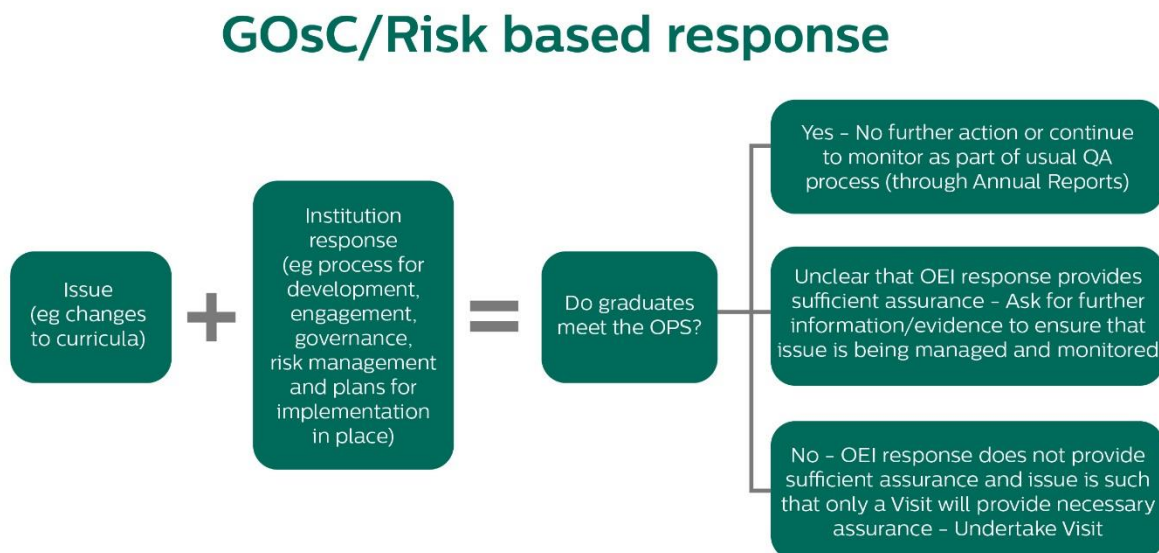 GOsC/Risk based response
Issue
(eg changes
to curricula)
+
Institution
response
(eg process for
development,
engagement,
governance,
risk management
and plans for
implementation
in place)
=
Do graduates
meet the OPS?
Yes – No further action or continue
to monitor as part of usual QA
process (through Annual Reports)
Unclear that OEI response provides
sufficient assurance – Ask for further
information/evidence to ensure that
issue is being managed and monitored
No – OEI response does not provide
sufficient assurance and issue is such
that only a Visit will provide necessary
assurance – Undertake Visit